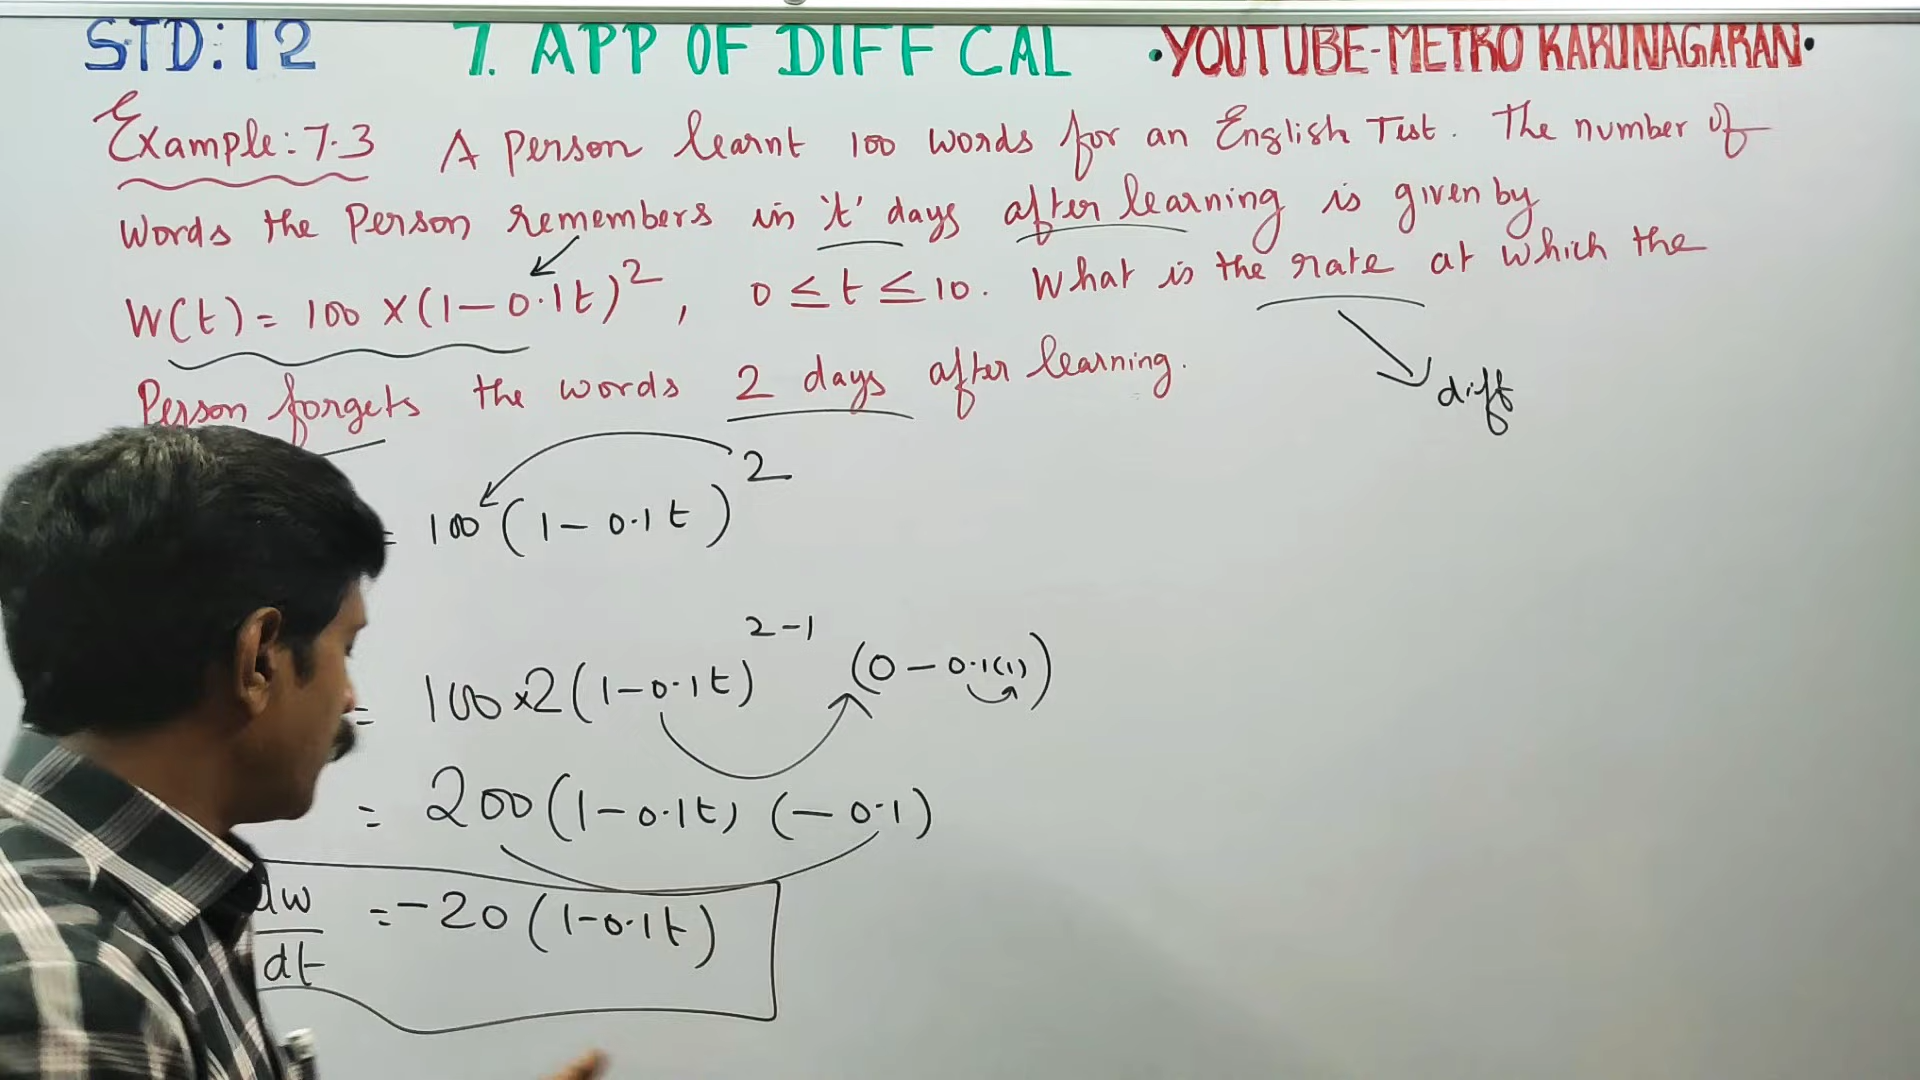 STD:12 7. APP OF DIFF CAL •YOUTUBE-METRO KARUNAGARAN•
Example:7.3 A Person learnt 100 words for an English Test. The number of
words the Person remembers in 't' days after learning is given by
W(t) = 100 × (1 - 0.1t)², 0 ≤ t ≤ 10. What is the rate at which the
Person forgets the words 2 days after learning.
diff
= 100 (1 - 0.1t)²
= 100×2(1-0.1t)²⁻¹ (0 - 0.1(1))
= 200(1-0.1t) (-0.1)
dw/dt = -20(1-0.1t)